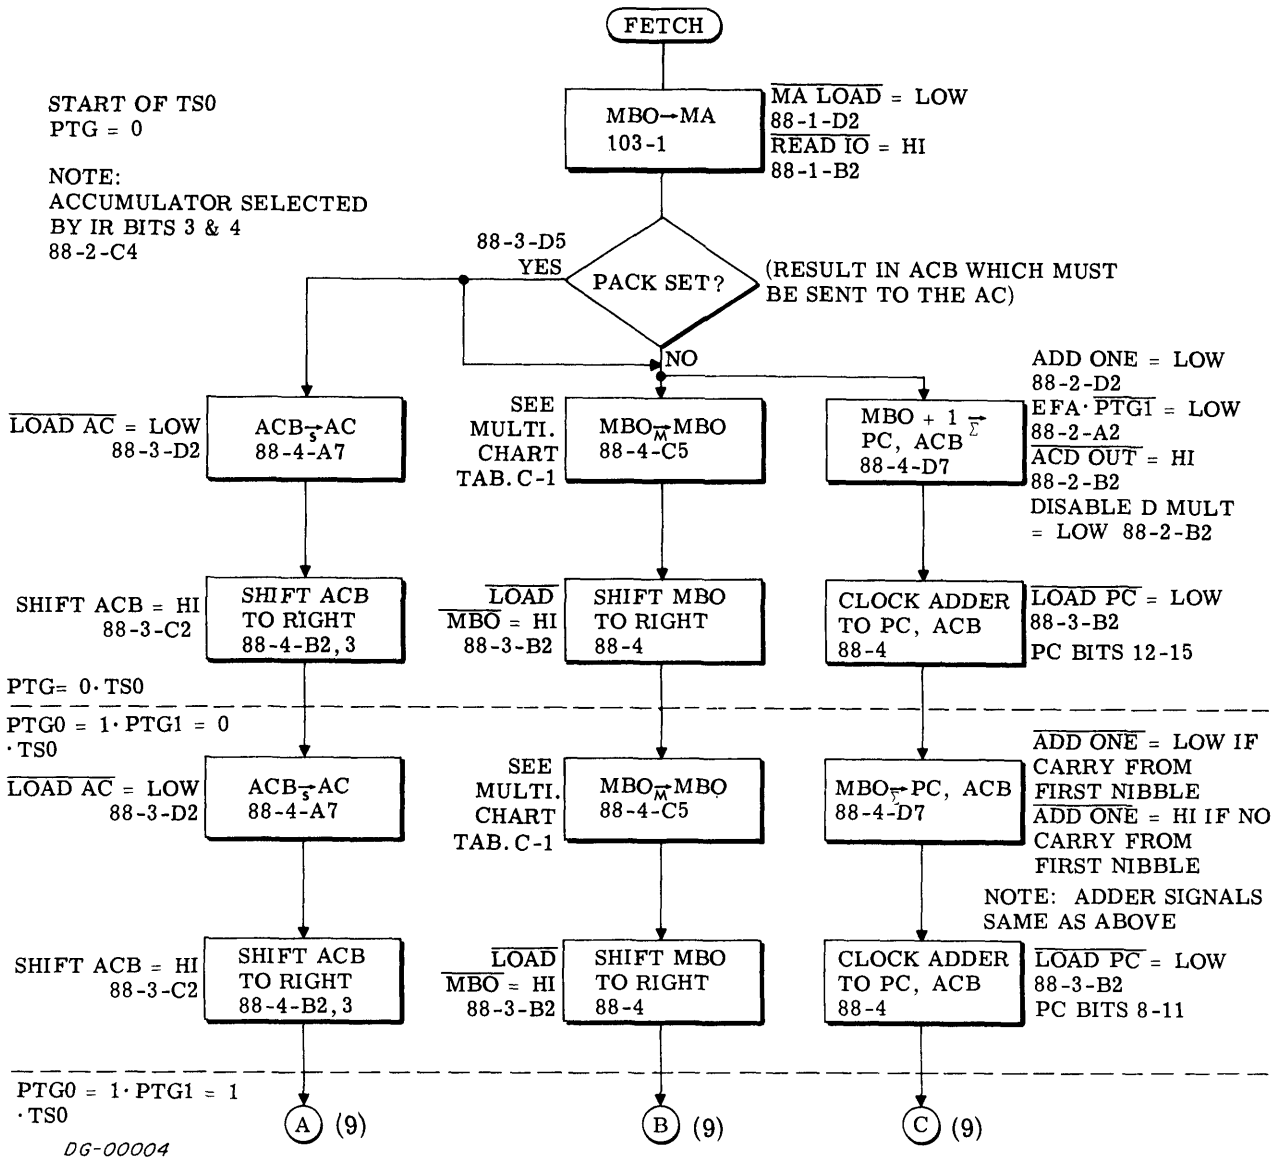 FETCH
START OF TS0
PTG = 0
NOTE:
ACCUMULATOR SELECTED
BY IR BITS 3 & 4
88-2-C4
MBO→MA
103-1
MA LOAD = LOW
88-1-D2
READ IO = HI
88-1-B2
88-3-D5
YES
PACK SET?
(RESULT IN ACB WHICH MUST
BE SENT TO THE AC)
NO
LOAD AC = LOW
88-3-D2
ACB→AC
S
88-4-A7
SEE
MULTI.
CHART
TAB. C-1
MBO→MBO
M
88-4-C5
MBO + 1 →
Σ
PC, ACB
88-4-D7
ADD ONE = LOW
88-2-D2
EFA·PTG1 = LOW
88-2-A2
ACD OUT = HI
88-2-B2
DISABLE D MULT
= LOW 88-2-B2
SHIFT ACB = HI
88-3-C2
SHIFT ACB
TO RIGHT
88-4-B2,3
LOAD
MBO = HI
88-3-B2
SHIFT MBO
TO RIGHT
88-4
CLOCK ADDER
TO PC, ACB
88-4
LOAD PC = LOW
88-3-B2
PC BITS 12-15
PTG= 0·TS0
PTG0 = 1·PTG1 = 0
·TS0
LOAD AC = LOW
88-3-D2
ACB→AC
S
88-4-A7
SEE
MULTI.
CHART
TAB. C-1
MBO→MBO
M
88-4-C5
MBO→PC, ACB
Σ
88-4-D7
ADD ONE = LOW IF
CARRY FROM
FIRST NIBBLE
ADD ONE = HI IF NO
CARRY FROM
FIRST NIBBLE
NOTE: ADDER SIGNALS
SAME AS ABOVE
SHIFT ACB = HI
88-3-C2
SHIFT ACB
TO RIGHT
88-4-B2,3
LOAD
MBO = HI
88-3-B2
SHIFT MBO
TO RIGHT
88-4
CLOCK ADDER
TO PC, ACB
88-4
LOAD PC = LOW
88-3-B2
PC BITS 8-11
PTG0 = 1·PTG1 = 1
·TS0
A (9)
B (9)
C (9)
DG-00004